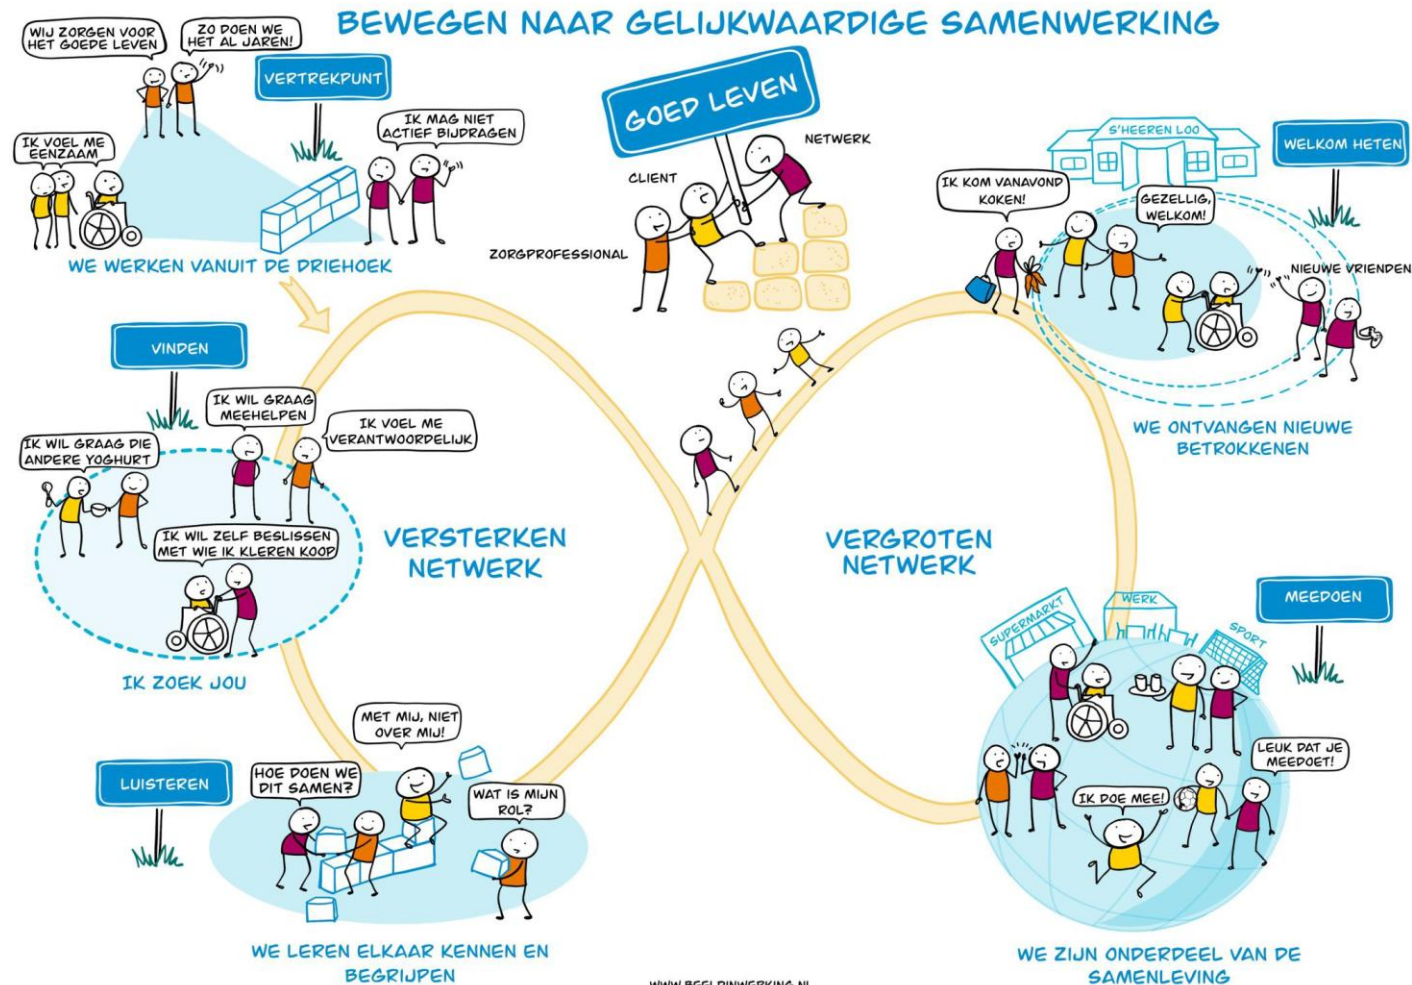 BEWEGEN NAAR GELIJKWAARDIGE SAMENWERKING
WIJ ZORGEN VOOR
HET GOEDE LEVEN
ZO DOEN WE
HET AL JAREN!
VERTREKPUNT
IK MAG NIET
ACTIEF BIJDRAGEN
IK VOEL ME
EENZAAM
WE WERKEN VANUIT DE DRIEHOEK
GOED LEVEN
NETWERK
CLIENT
ZORGPROFESSIONAL
S'HEEREN LOO
WELKOM HETEN
IK KOM VANAVOND
KOKEN!
GEZELLIG,
WELKOM!
NIEUWE VRIENDEN
WE ONTVANGEN NIEUWE
BETROKKENEN
VINDEN
IK WIL GRAAG
MEEHELPEN
IK VOEL ME
VERANTWOORDELIJK
IK WIL GRAAG DIE
ANDERE YOGHURT
IK WIL ZELF BESLISSEN
MET WIE IK KLEREN KOOP
IK ZOEK JOU
VERSTERKEN
NETWERK
VERGROTEN
NETWERK
SUPERMARKT
WERK
SPORT
MEEDOEN
LEUK DAT JE
MEEDOET!
IK DOE MEE!
WE ZIJN ONDERDEEL VAN DE
SAMENLEVING
LUISTEREN
MET MIJ, NIET
OVER MIJ!
HOE DOEN WE
DIT SAMEN?
WAT IS MIJN
ROL?
WE LEREN ELKAAR KENNEN EN
BEGRIJPEN
WWW.BEELDINWERKING.NL